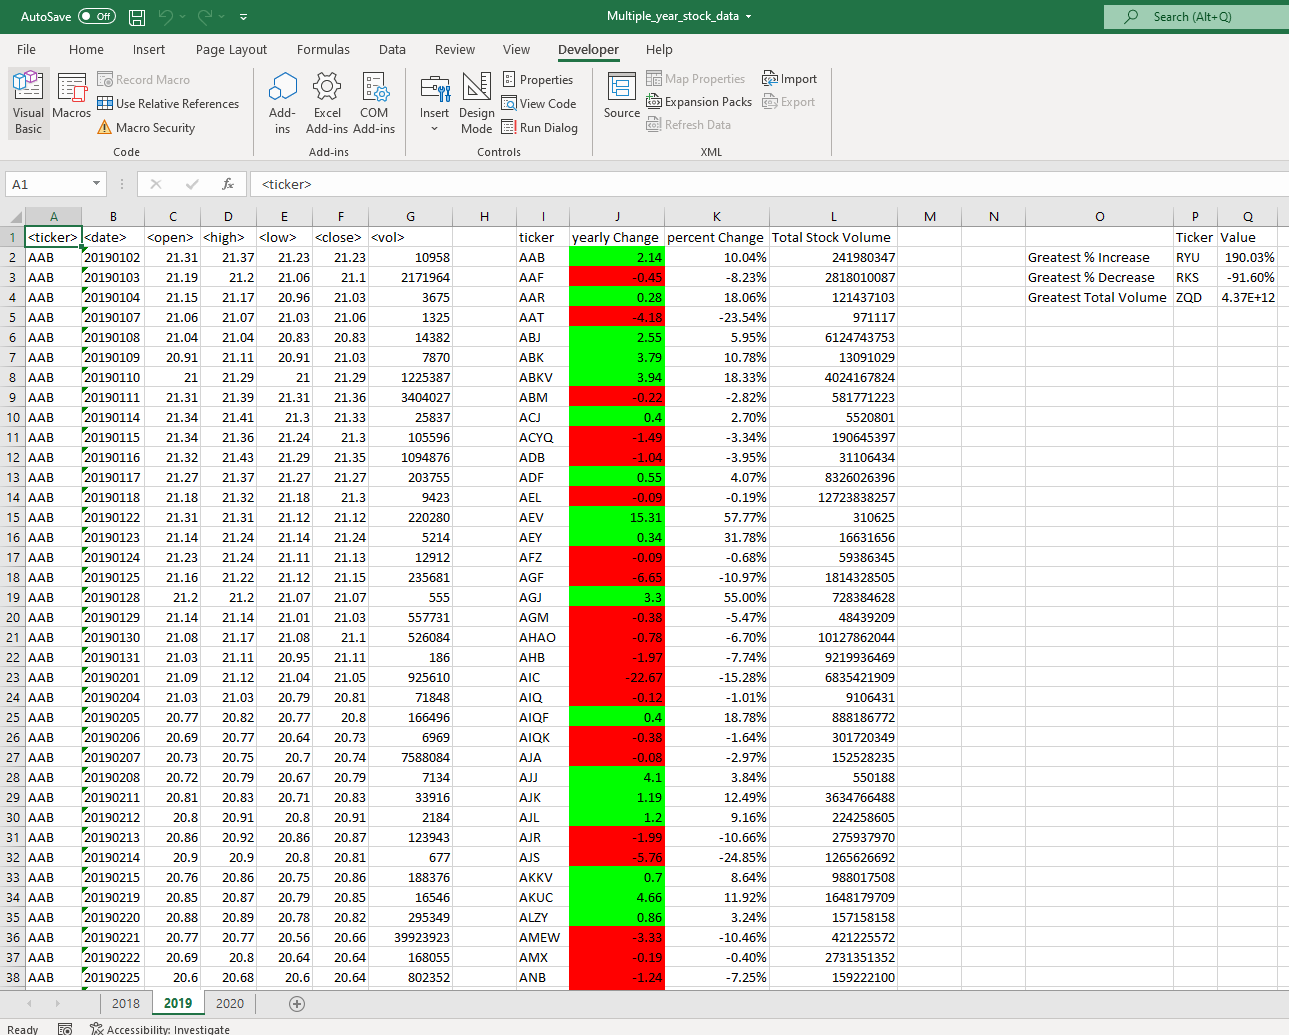 AutoSave Off Multiple_year_stock_data Search (Alt+Q)
File Home Insert Page Layout Formulas Data Review View Developer Help
Visual Basic
Macros
Record Macro
Use Relative References
Macro Security
Code
Add-ins
Excel Add-ins
COM Add-ins
Add-ins
Insert
Design Mode
Properties
View Code
Run Dialog
Controls
Source
Map Properties
Expansion Packs
Refresh Data
Import
Export
XML
A1 fx <ticker>
A B C D E F G H I J K L M N O P Q
1 <ticker> <date> <open> <high> <low> <close> <vol> ticker yearly Change percent Change Total Stock Volume Ticker Value
2 AAB 20190102 21.31 21.37 21.23 21.23 10958 AAB 2.14 10.04% 241980347 Greatest % Increase RYU 190.03%
3 AAB 20190103 21.19 21.2 21.06 21.1 2171964 AAF -0.45 -8.23% 2818010087 Greatest % Decrease RKS -91.60%
4 AAB 20190104 21.15 21.17 20.96 21.03 3675 AAR 0.28 18.06% 121437103 Greatest Total Volume ZQD 4.37E+12
5 AAB 20190107 21.06 21.07 21.03 21.06 1325 AAT -4.18 -23.54% 971117
6 AAB 20190108 21.04 21.04 20.83 20.83 14382 ABJ 2.55 5.95% 6124743753
7 AAB 20190109 20.91 21.11 20.91 21.03 7870 ABK 3.79 10.78% 13091029
8 AAB 20190110 21 21.29 21 21.29 1225387 ABKV 3.94 18.33% 4024167824
9 AAB 20190111 21.31 21.39 21.31 21.36 3404027 ABM -0.22 -2.82% 581771223
10 AAB 20190114 21.34 21.41 21.3 21.33 25837 ACJ 0.4 2.70% 5520801
11 AAB 20190115 21.34 21.36 21.24 21.3 105596 ACYQ -1.49 -3.34% 190645397
12 AAB 20190116 21.32 21.43 21.29 21.35 1094876 ADB -1.04 -3.95% 31106434
13 AAB 20190117 21.27 21.37 21.27 21.27 203755 ADF 0.55 4.07% 8326026396
14 AAB 20190118 21.18 21.32 21.18 21.3 9423 AEL -0.09 -0.19% 12723838257
15 AAB 20190122 21.31 21.31 21.12 21.12 220280 AEV 15.31 57.77% 310625
16 AAB 20190123 21.14 21.24 21.14 21.24 5214 AEY 0.34 31.78% 16631656
17 AAB 20190124 21.23 21.24 21.11 21.13 12912 AFZ -0.09 -0.68% 59386345
18 AAB 20190125 21.16 21.22 21.12 21.15 235681 AGF -6.65 -10.97% 1814328505
19 AAB 20190128 21.2 21.2 21.07 21.07 555 AGJ 3.3 55.00% 728384628
20 AAB 20190129 21.14 21.14 21.01 21.03 557731 AGM -0.38 -5.47% 48439209
21 AAB 20190130 21.08 21.17 21.08 21.1 526084 AHAO -0.78 -6.70% 10127862044
22 AAB 20190131 21.03 21.11 20.95 21.11 186 AHB -1.97 -7.74% 9219936469
23 AAB 20190201 21.09 21.12 21.04 21.05 925610 AIC -22.67 -15.28% 6835421909
24 AAB 20190204 21.03 21.03 20.79 20.81 71848 AIQ -0.12 -1.01% 9106431
25 AAB 20190205 20.77 20.82 20.77 20.8 166496 AIQF 0.4 18.78% 888186772
26 AAB 20190206 20.69 20.77 20.64 20.73 6969 AIQK -0.38 -1.64% 301720349
27 AAB 20190207 20.73 20.75 20.7 20.74 7588084 AJA -0.08 -2.97% 152528235
28 AAB 20190208 20.72 20.79 20.67 20.79 7134 AJJ 4.1 3.84% 550188
29 AAB 20190211 20.81 20.83 20.71 20.83 33916 AJK 1.19 12.49% 3634766488
30 AAB 20190212 20.8 20.91 20.8 20.91 2184 AJL 1.2 9.16% 224258605
31 AAB 20190213 20.86 20.92 20.86 20.87 123943 AJR -1.99 -10.66% 275937970
32 AAB 20190214 20.9 20.9 20.8 20.81 677 AJS -5.76 -24.85% 1265626692
33 AAB 20190215 20.76 20.86 20.75 20.86 188376 AKKV 0.7 8.64% 988017508
34 AAB 20190219 20.85 20.87 20.79 20.85 16546 AKUC 4.66 11.92% 1648179709
35 AAB 20190220 20.88 20.89 20.78 20.82 295349 ALZY 0.86 3.24% 157158158
36 AAB 20190221 20.77 20.77 20.56 20.66 39923923 AMEW -3.33 -10.46% 421225572
37 AAB 20190222 20.69 20.8 20.64 20.64 168055 AMX -0.19 -0.40% 2731351352
38 AAB 20190225 20.6 20.68 20.6 20.64 802352 ANB -1.24 -7.25% 159222100
2018 2019 2020
Ready Accessibility: Investigate